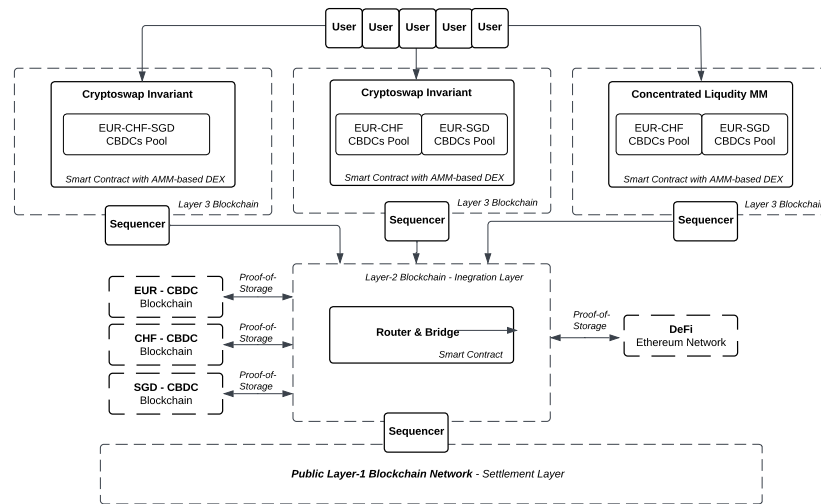 User User User User User
Cryptoswap Invariant
EUR-CHF-SGD
CBDCs Pool
Smart Contract with AMM-based DEX
Layer 3 Blockchain
Sequencer
Cryptoswap Invariant
EUR-CHF
CBDCs Pool
EUR-SGD
CBDCs Pool
Smart Contract with AMM-based DEX
Layer 3 Blockchain
Sequencer
Concentrated Liqudity MM
EUR-CHF
CBDCs Pool
EUR-SGD
CBDCs Pool
Smart Contract with AMM-based DEX
Layer 3 Blockchain
Sequencer
Layer-2 Blockchain - Inegration Layer
EUR - CBDC
Blockchain
Proof-of-
Storage
CHF - CBDC
Blockchain
Proof-of-
Storage
SGD - CBDC
Blockchain
Proof-of-
Storage
Router & Bridge
Smart Contract
Proof-of-
Storage
DeFi
Ethereum Network
Sequencer
Public Layer-1 Blockchain Network - Settlement Layer